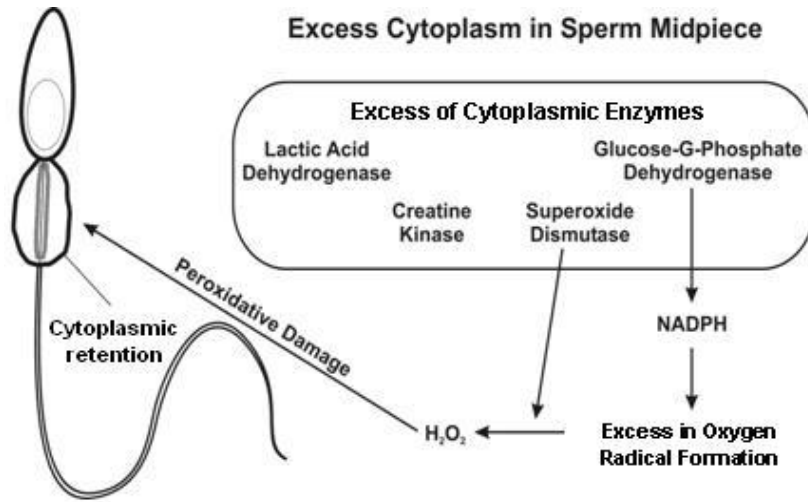 Excess Cytoplasm in Sperm Midpiece
Excess of Cytoplasmic Enzymes
Lactic Acid
Dehydrogenase
Glucose-G-Phosphate
Dehydrogenase
Creatine
Kinase
Superoxide
Dismutase
Peroxidative Damage
Cytoplasmic
retention
NADPH
H₂O₂
Excess in Oxygen
Radical Formation